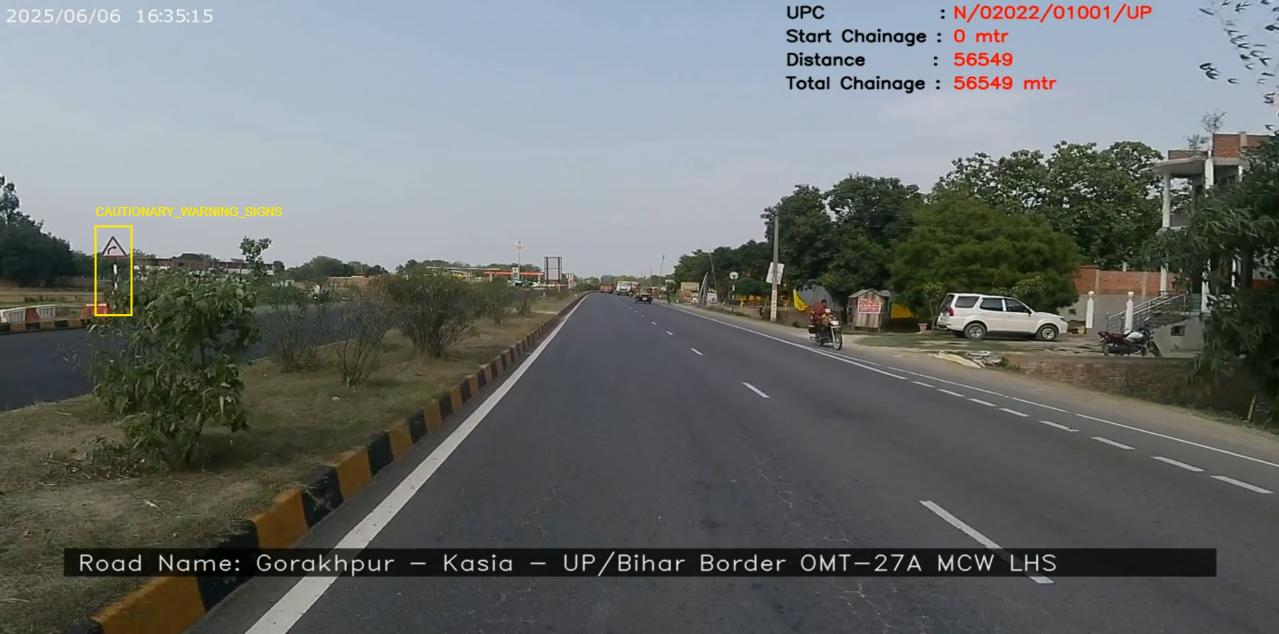 2025/06/06 16:35:15
UPC : N/02022/01001/UP
Start Chainage : 0 mtr
Distance : 56549
Total Chainage : 56549 mtr
CAUTIONARY_WARNING_SIGNS
Road Name: Gorakhpur - Kasia - UP/Bihar Border OMT-27A MCW LHS